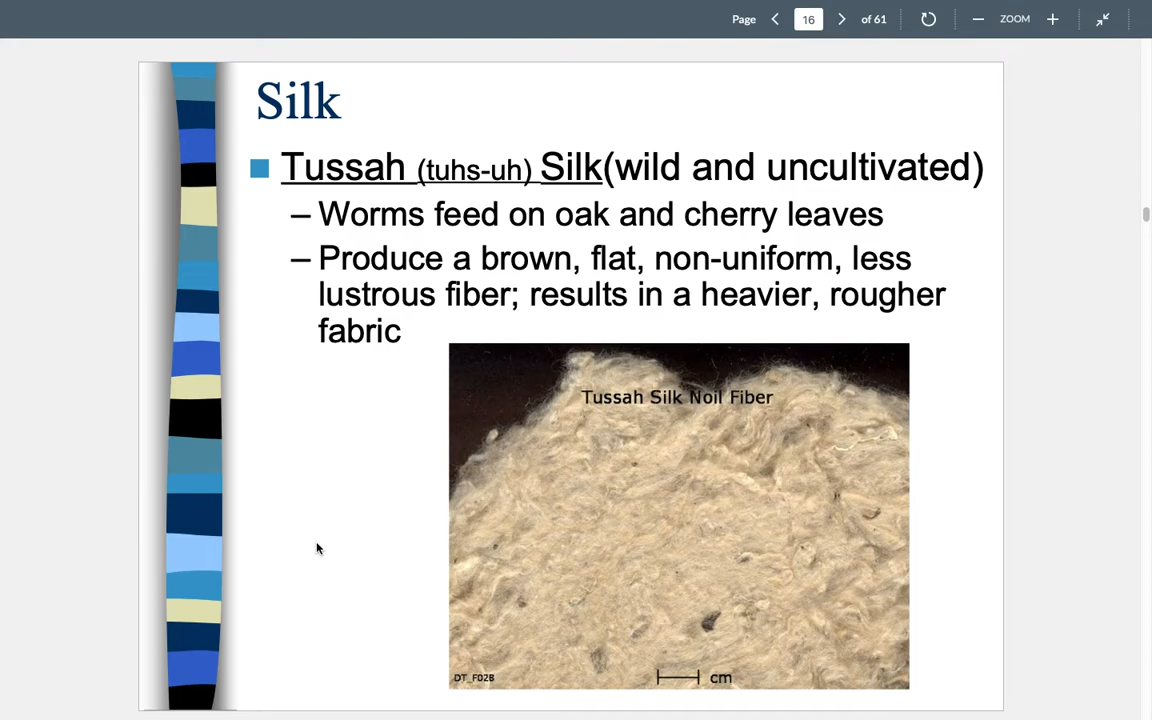 Page 16 of 61 ZOOM
Silk
Tussah (tuhs-uh) Silk(wild and uncultivated)
– Worms feed on oak and cherry leaves
– Produce a brown, flat, non-uniform, less
lustrous fiber; results in a heavier, rougher
fabric
Tussah Silk Noil Fiber
DT_F02B
cm